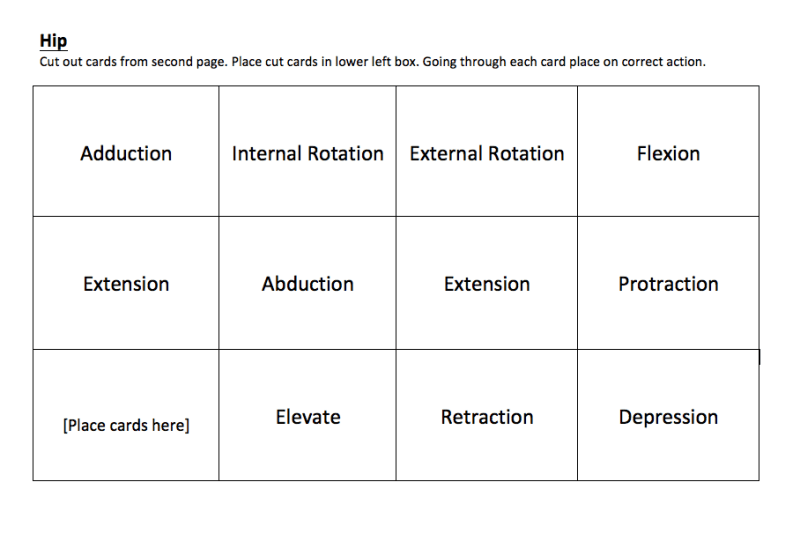 Hip
Cut out cards from second page. Place cut cards in lower left box. Going through each card place on correct action.
Adduction
Internal Rotation
External Rotation
Flexion
Extension
Abduction
Extension
Protraction
[Place cards here]
Elevate
Retraction
Depression